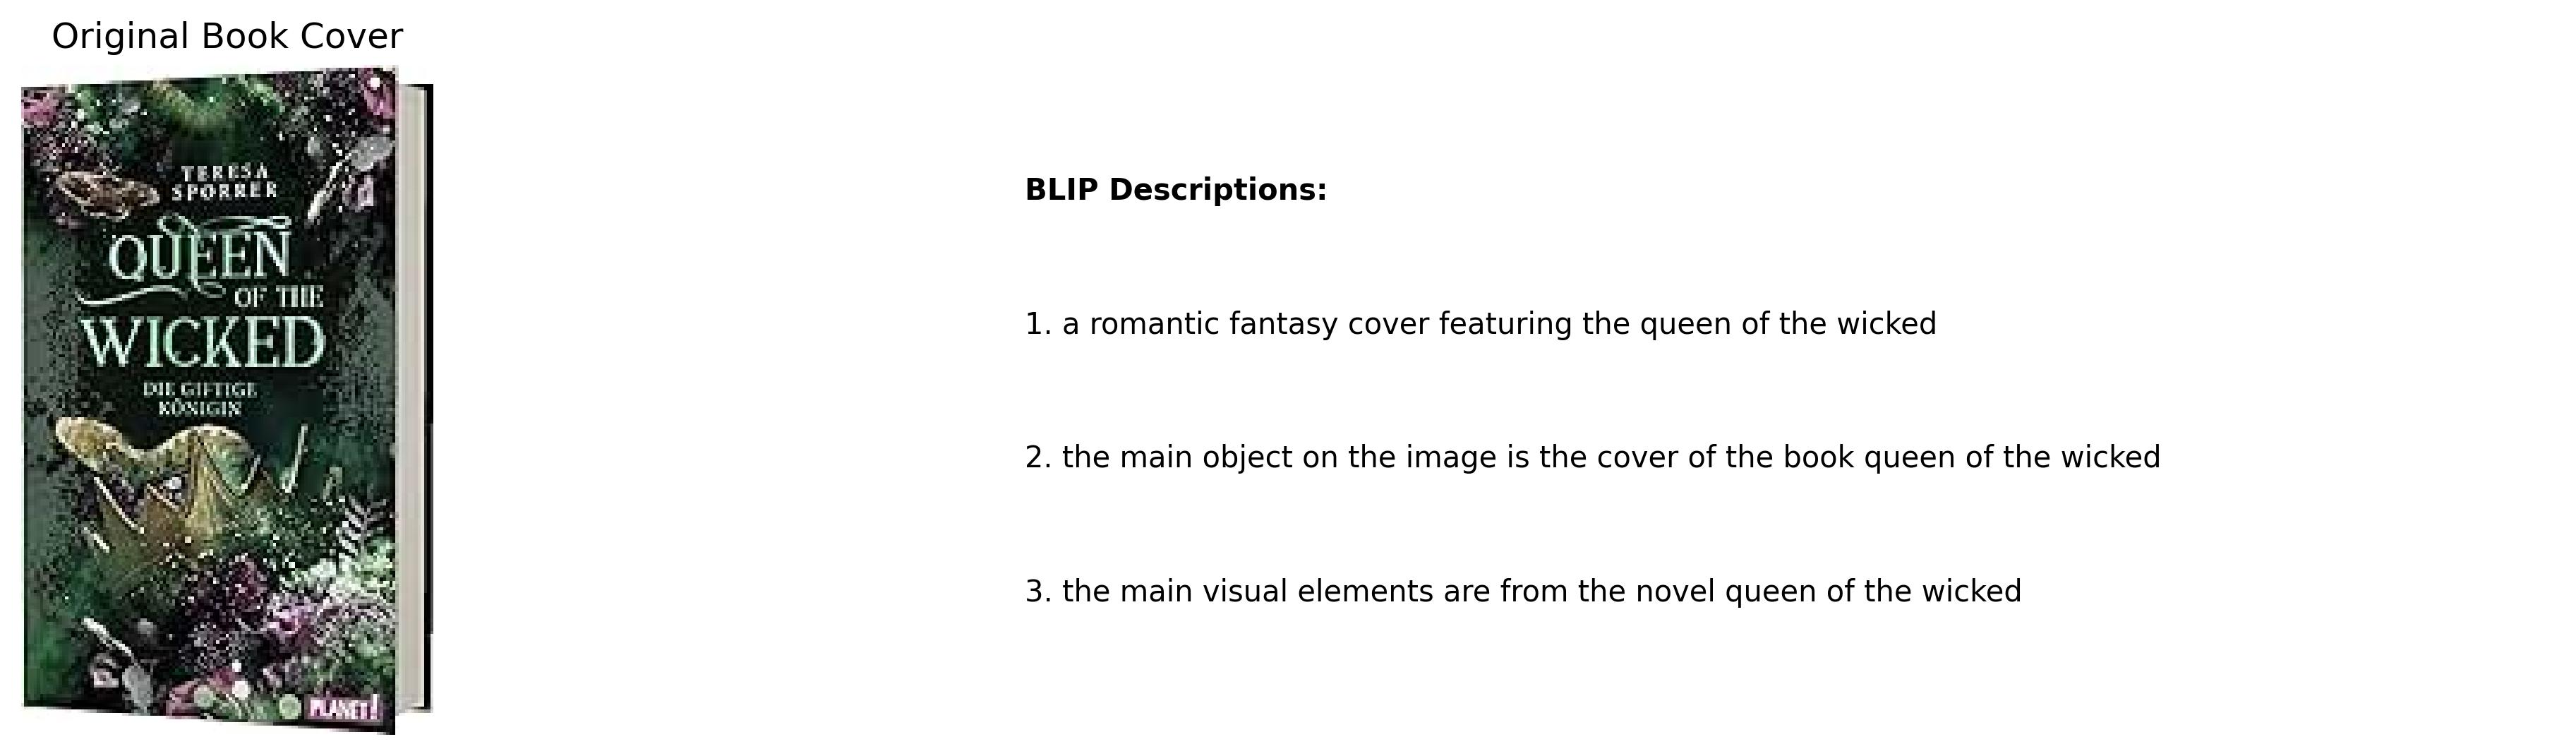 Original Book Cover
TERESA
SPORRER
QUEEN
OF THE
WICKED
DIE GIFTIGE
KÖNIGIN
PLANET!
BLIP Descriptions:
1. a romantic fantasy cover featuring the queen of the wicked
2. the main object on the image is the cover of the book queen of the wicked
3. the main visual elements are from the novel queen of the wicked